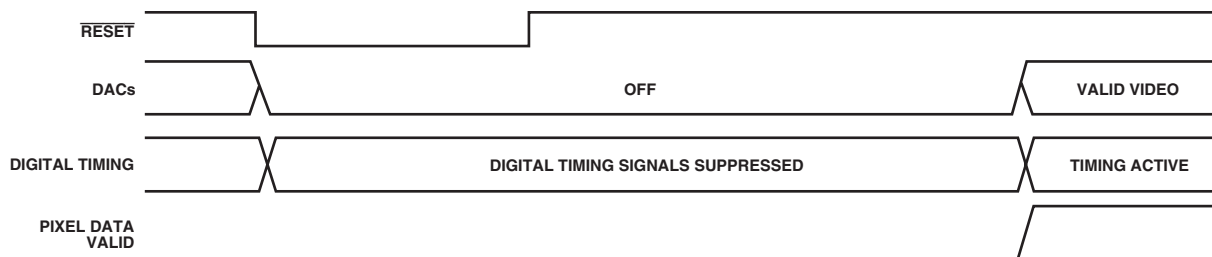 RESET
DACs
OFF
VALID VIDEO
DIGITAL TIMING
DIGITAL TIMING SIGNALS SUPPRESSED
TIMING ACTIVE
PIXEL DATA
VALID